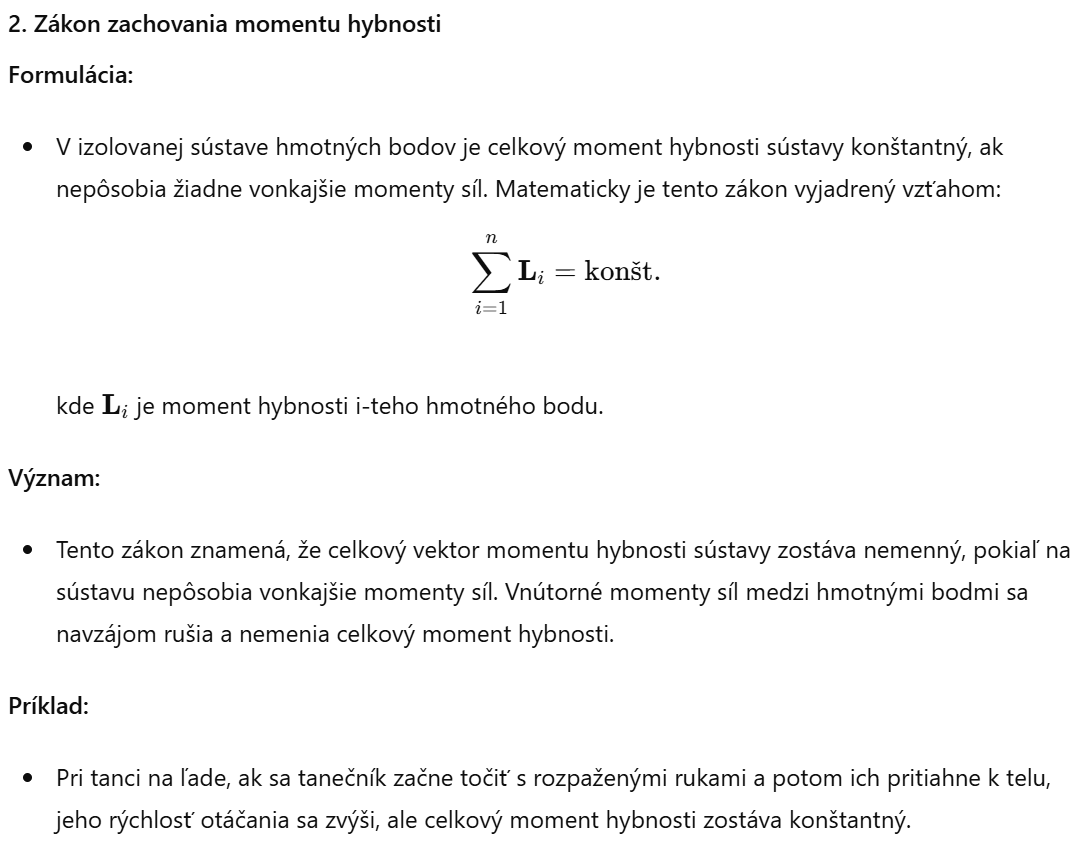 2. Zákon zachovania momentu hybnosti
Formulácia:
• V izolovanej sústave hmotných bodov je celkový moment hybnosti sústavy konštantný, ak
nepôsobia žiadne vonkajšie momenty síl. Matematicky je tento zákon vyjadrený vzťahom:
n
∑ Lᵢ = konšt.
i=1
kde Lᵢ je moment hybnosti i-teho hmotného bodu.
Význam:
• Tento zákon znamená, že celkový vektor momentu hybnosti sústavy zostáva nemenný, pokiaľ na
sústavu nepôsobia vonkajšie momenty síl. Vnútorné momenty síl medzi hmotnými bodmi sa
navzájom rušia a nemenia celkový moment hybnosti.
Príklad:
• Pri tanci na ľade, ak sa tanečník začne točiť s rozpaženými rukami a potom ich pritiahne k telu,
jeho rýchlosť otáčania sa zvýši, ale celkový moment hybnosti zostáva konštantný.